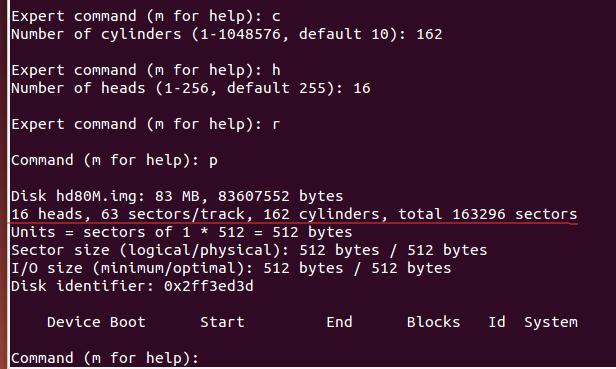 Expert command (m for help): c
Number of cylinders (1-1048576, default 10): 162
Expert command (m for help): h
Number of heads (1-256, default 255): 16
Expert command (m for help): r
Command (m for help): p
Disk hd80M.img: 83 MB, 83607552 bytes
16 heads, 63 sectors/track, 162 cylinders, total 163296 sectors
Units = sectors of 1 * 512 = 512 bytes
Sector size (logical/physical): 512 bytes / 512 bytes
I/O size (minimum/optimal): 512 bytes / 512 bytes
Disk identifier: 0x2ff3ed3d
Device Boot Start End Blocks Id System
Command (m for help):